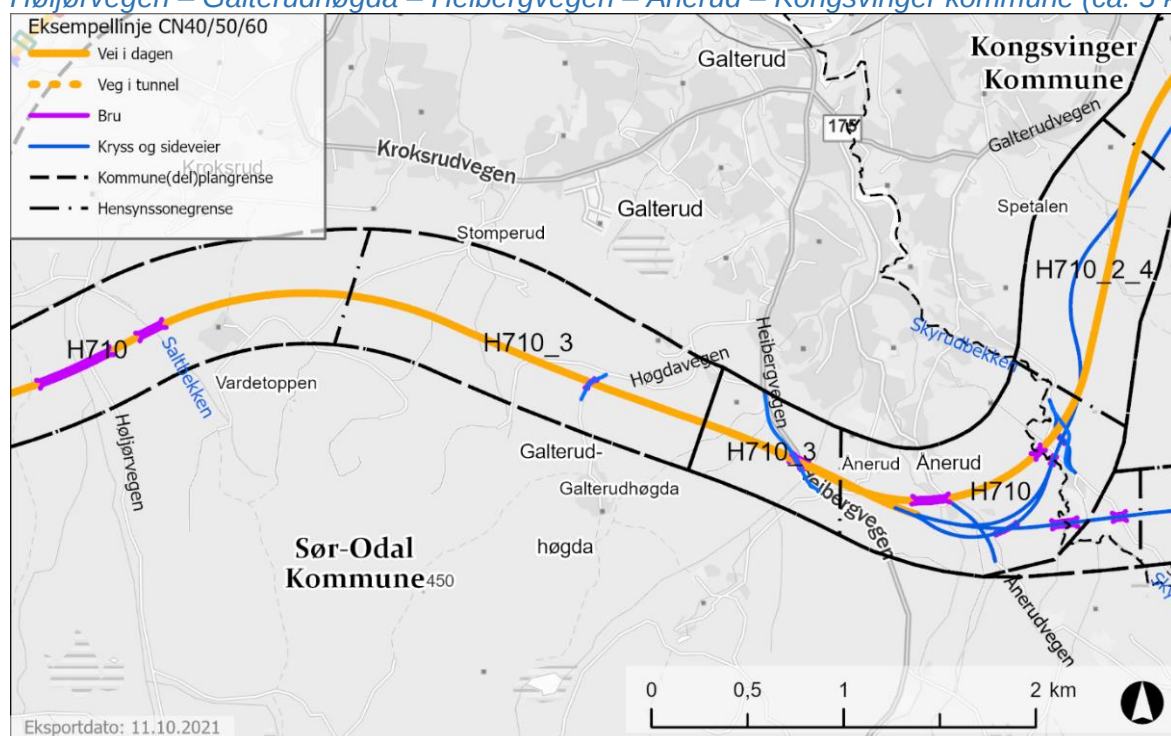 Høljørvegen – Galterudhøgda – Heibergvegen – Ånerud – Kongsvinger kommune (ca. 5
Eksempellinje CN40/50/60
Vei i dagen
Veg i tunnel
Bru
Kryss og sideveier
Kommune(del)plangrense
Hensynssonegrense
Kongsvinger
Kommune
Galterud
175
Galterudvegen
Kroksrud
Kroksrudvegen
Galterud
Spetalen
Stomperud
H710_2_4
Skyrudbekken
Heibergvegen
H710
H710_3
Høgdavegen
Saltbekken
Vardetoppen
Høljørvegen
Galterud-
H710_3
Ånerud
Ånerud
Galterudhøgda
Heibergvegen
H710
høgda
Sør-Odal
Kommune
450
Ånerudvegen
0
0,5
1
2 km
Eksportdato: 11.10.2021